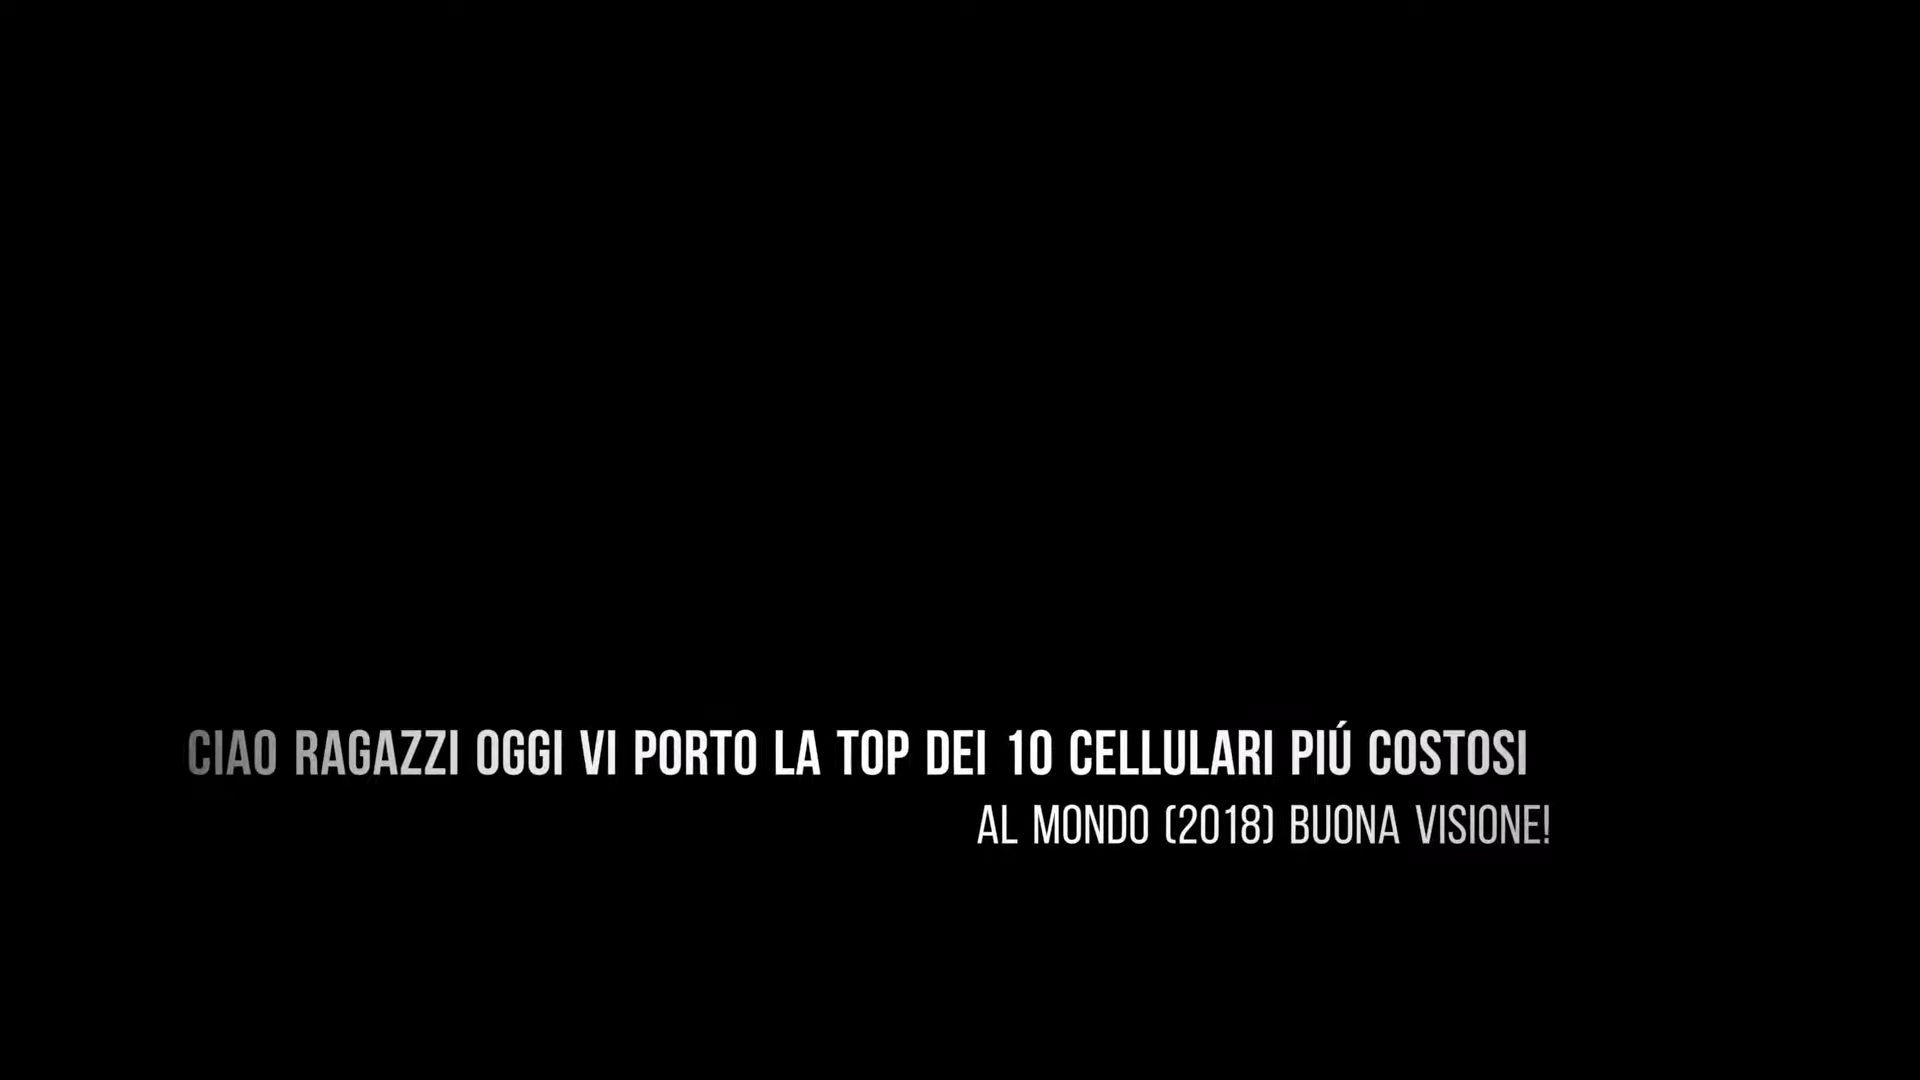 CIAO RAGAZZI OGGI VI PORTO LA TOP DEI 10 CELLULARI PIÚ COSTOSI
AL MONDO (2018) BUONA VISIONE!